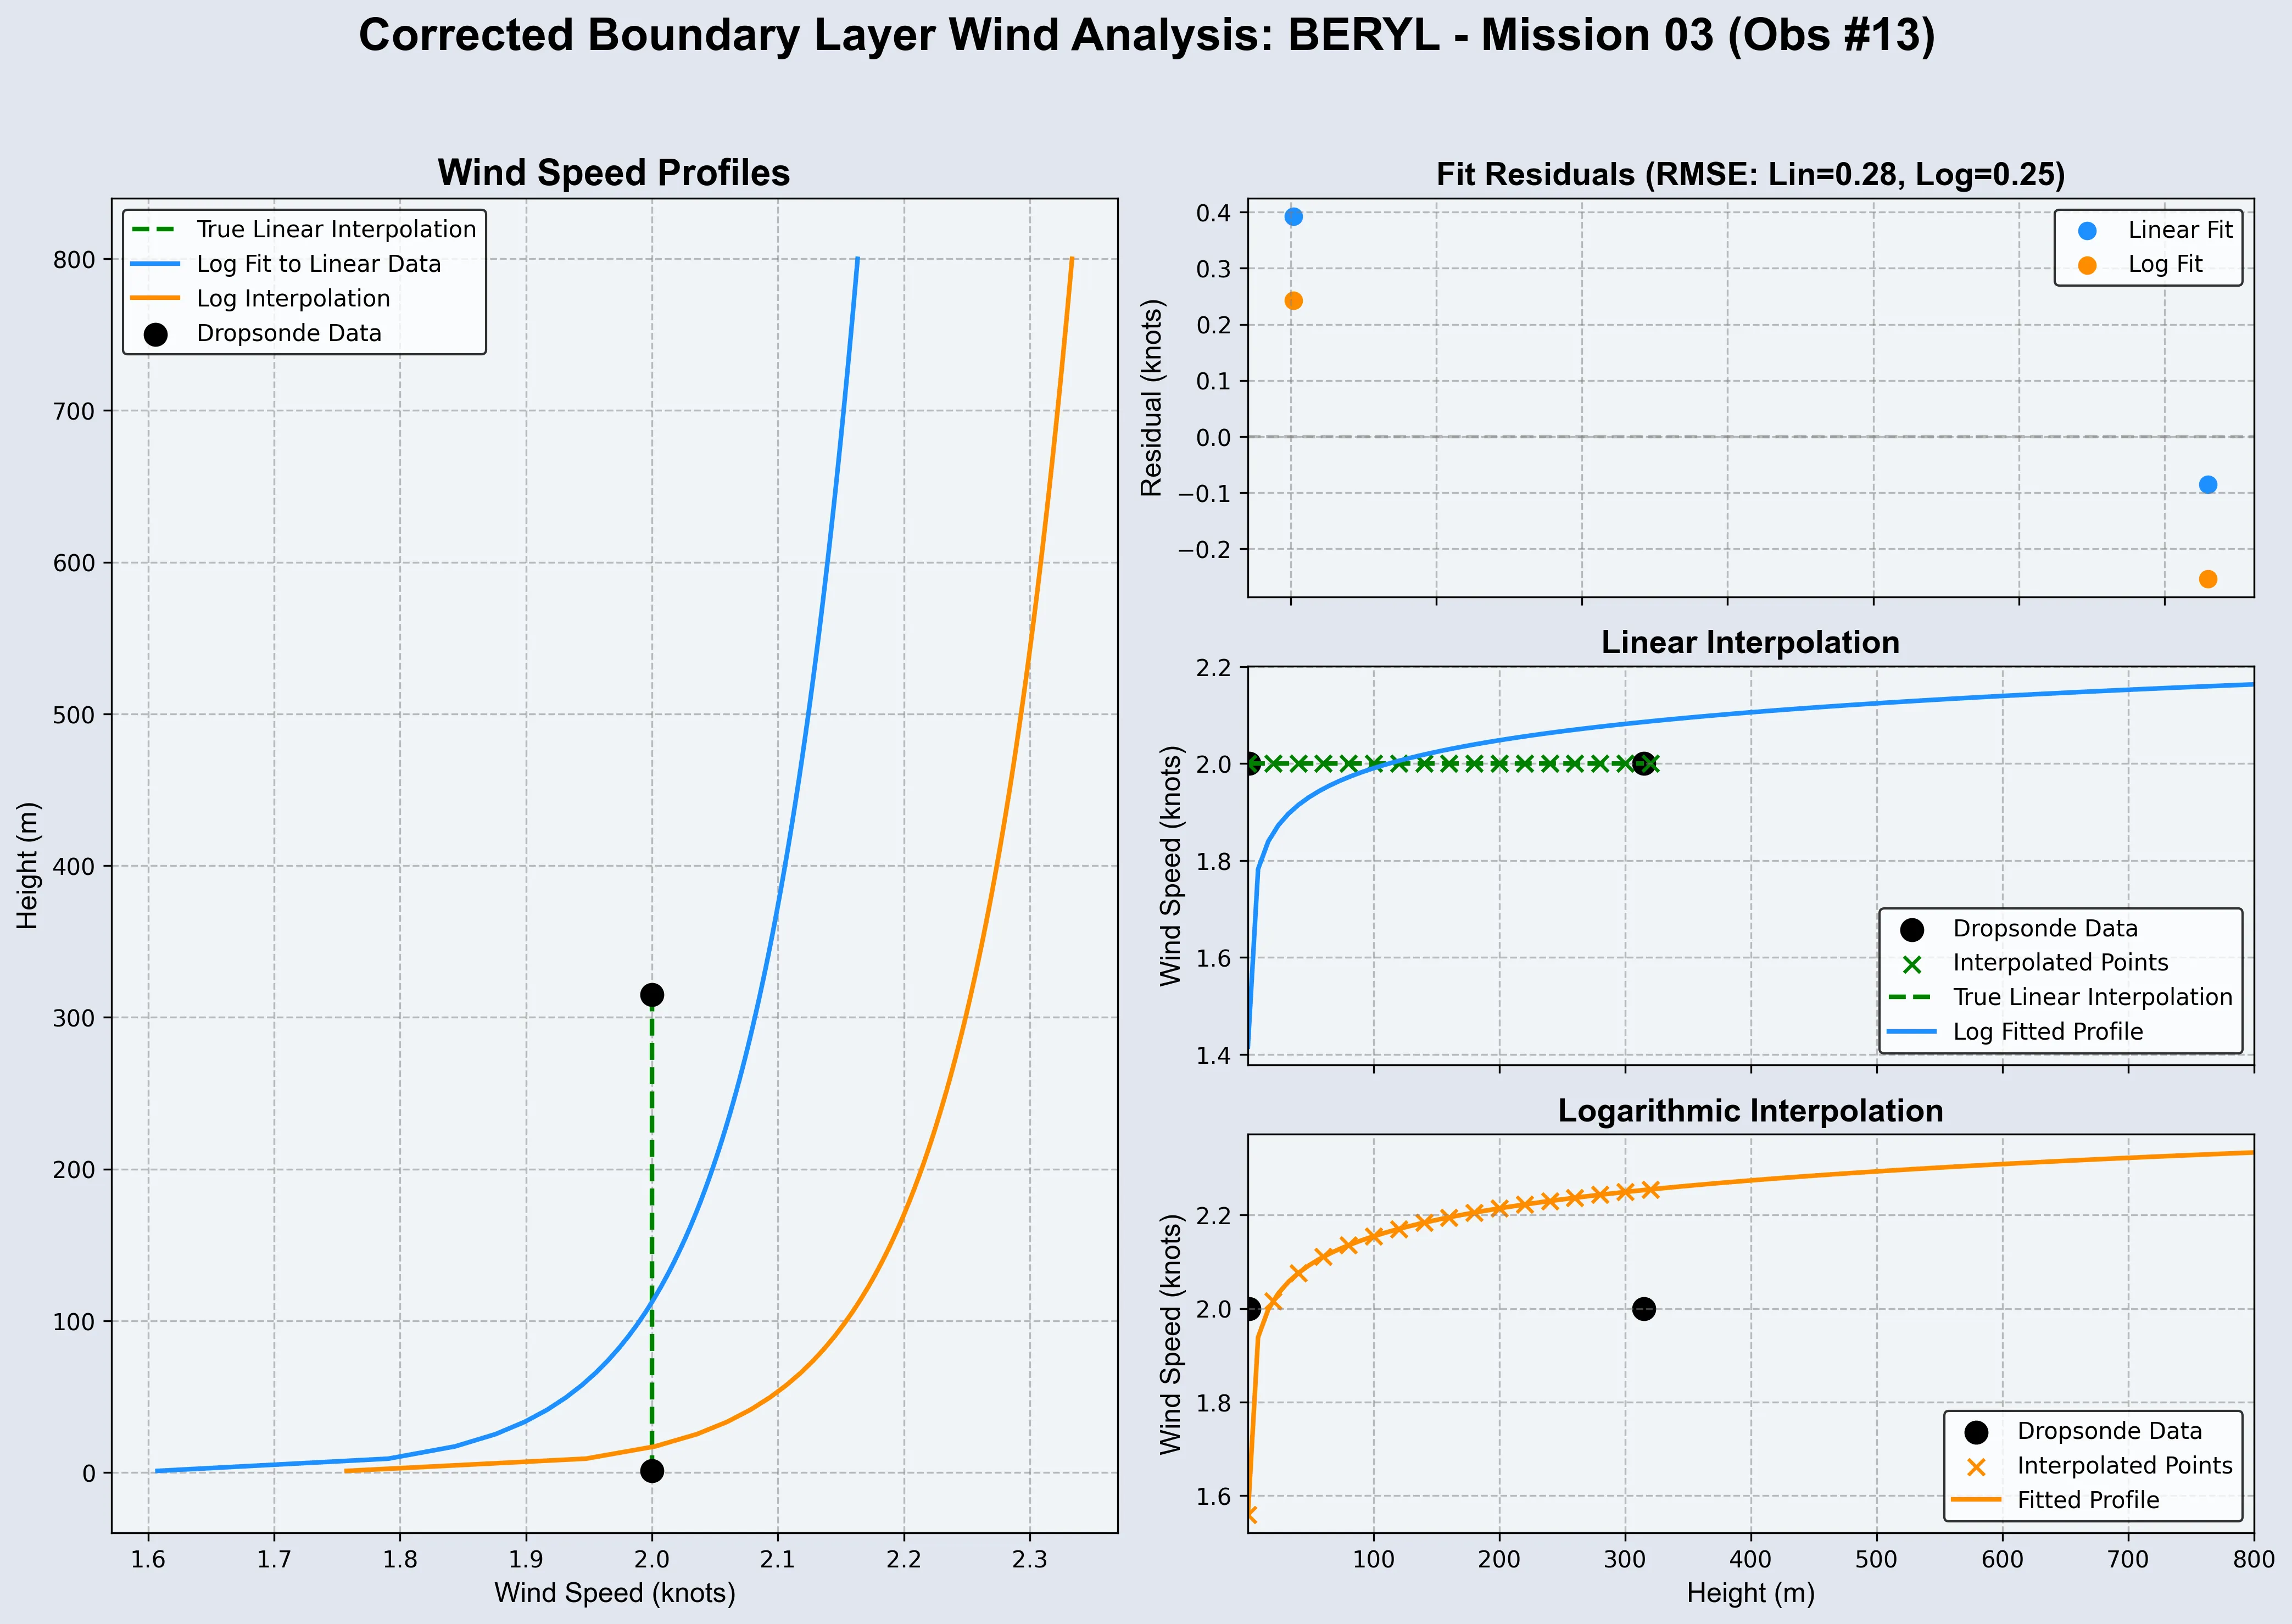 Corrected Boundary Layer Wind Analysis: BERYL - Mission 03 (Obs #13)
Wind Speed Profiles
True Linear Interpolation
Log Fit to Linear Data
Log Interpolation
Dropsonde Data
800
700
600
500
400
300
200
100
0
Height (m)
1.6 1.7 1.8 1.9 2.0 2.1 2.2 2.3
Wind Speed (knots)
Fit Residuals (RMSE: Lin=0.28, Log=0.25)
Linear Fit
Log Fit
0.4
0.3
0.2
0.1
0.0
−0.1
−0.2
Residual (knots)
Linear Interpolation
2.2
2.0
1.8
1.6
1.4
Wind Speed (knots)
Dropsonde Data
Interpolated Points
True Linear Interpolation
Log Fitted Profile
Logarithmic Interpolation
2.2
2.0
1.8
1.6
Wind Speed (knots)
Dropsonde Data
Interpolated Points
Fitted Profile
100 200 300 400 500 600 700 800
Height (m)